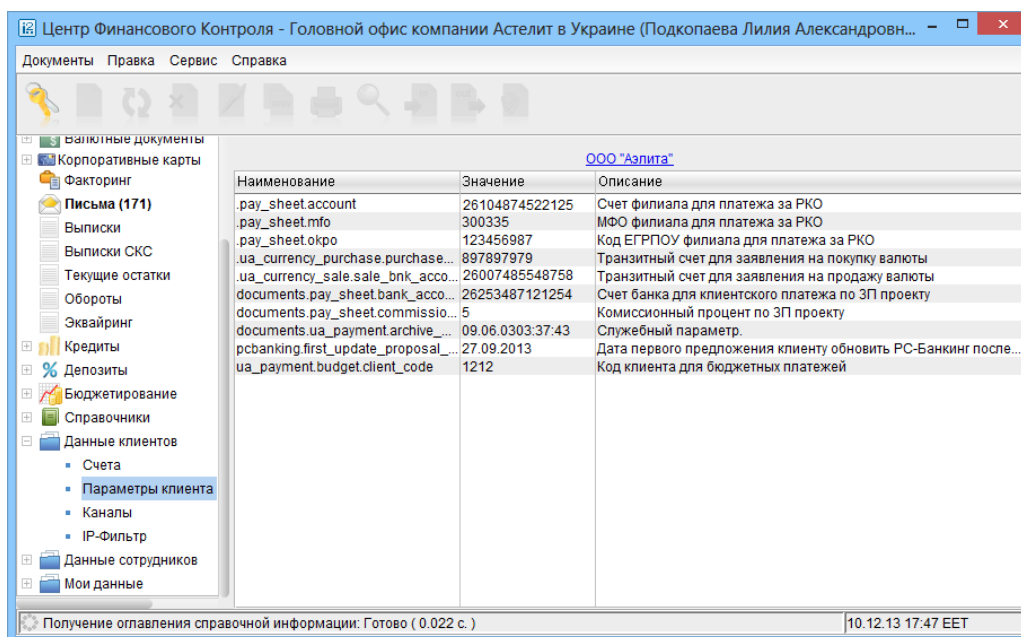 Центр Финансового Контроля - Головной офис компании Астелит в Украине (Подкопаева Лилия Александровн...
Документы Правка Сервис Справка
Валютные документы
Корпоративные карты
Факторинг
Письма (171)
Выписки
Выписки СКС
Текущие остатки
Обороты
Эквайринг
Кредиты
Депозиты
Бюджетирование
Справочники
Данные клиентов
Счета
Параметры клиента
Каналы
IP-Фильтр
Данные сотрудников
Мои данные
ООО "Аэлита"
Наименование Значение Описание
.pay_sheet.account 26104874522125 Счет филиала для платежа за РКО
.pay_sheet.mfo 300335 МФО филиала для платежа за РКО
.pay_sheet.okpo 123456987 Код ЕГРПОУ филиала для платежа за РКО
.ua_currency_purchase.purchase... 897897979 Транзитный счет для заявления на покупку валюты
.ua_currency_sale.sale_bnk_acco... 26007485548758 Транзитный счет для заявления на продажу валюты
documents.pay_sheet.bank_acco... 26253487121254 Счет банка для клиентского платежа по ЗП проекту
documents.pay_sheet.commissio... 5 Комиссионный процент по ЗП проекту
documents.ua_payment.archive_... 09.06.0303:37:43 Служебный параметр.
pcbanking.first_update_proposal_... 27.09.2013 Дата первого предложения клиенту обновить РС-Банкинг после...
ua_payment.budget.client_code 1212 Код клиента для бюджетных платежей
Получение оглавления справочной информации: Готово ( 0.022 с. )
10.12.13 17:47 EET